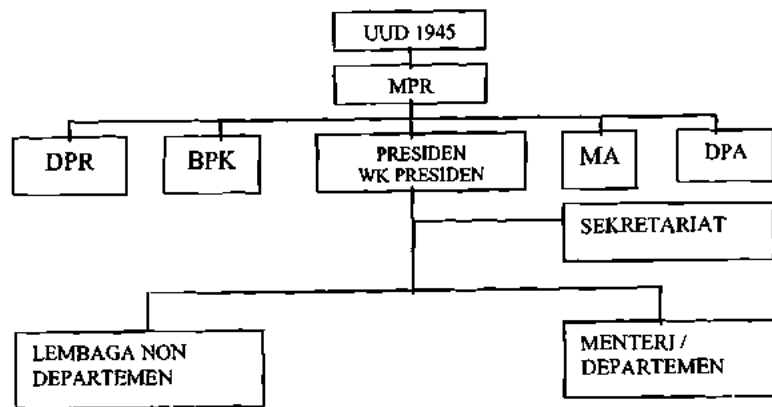 UUD 1945
MPR
DPR
BPK
PRESIDEN
WK PRESIDEN
MA
DPA
SEKRETARIAT
LEMBAGA NON
DEPARTEMEN
MENTERI /
DEPARTEMEN